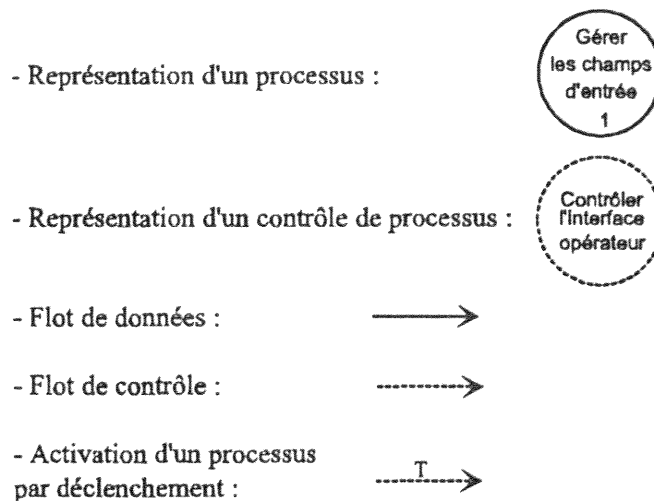 - Représentation d'un processus :
Gérer
les champs
d'entrée
1
- Représentation d'un contrôle de processus :
Contrôler
l'Interface
opérateur
- Flot de données :
- Flot de contrôle :
- Activation d'un processus
par déclenchement :
T